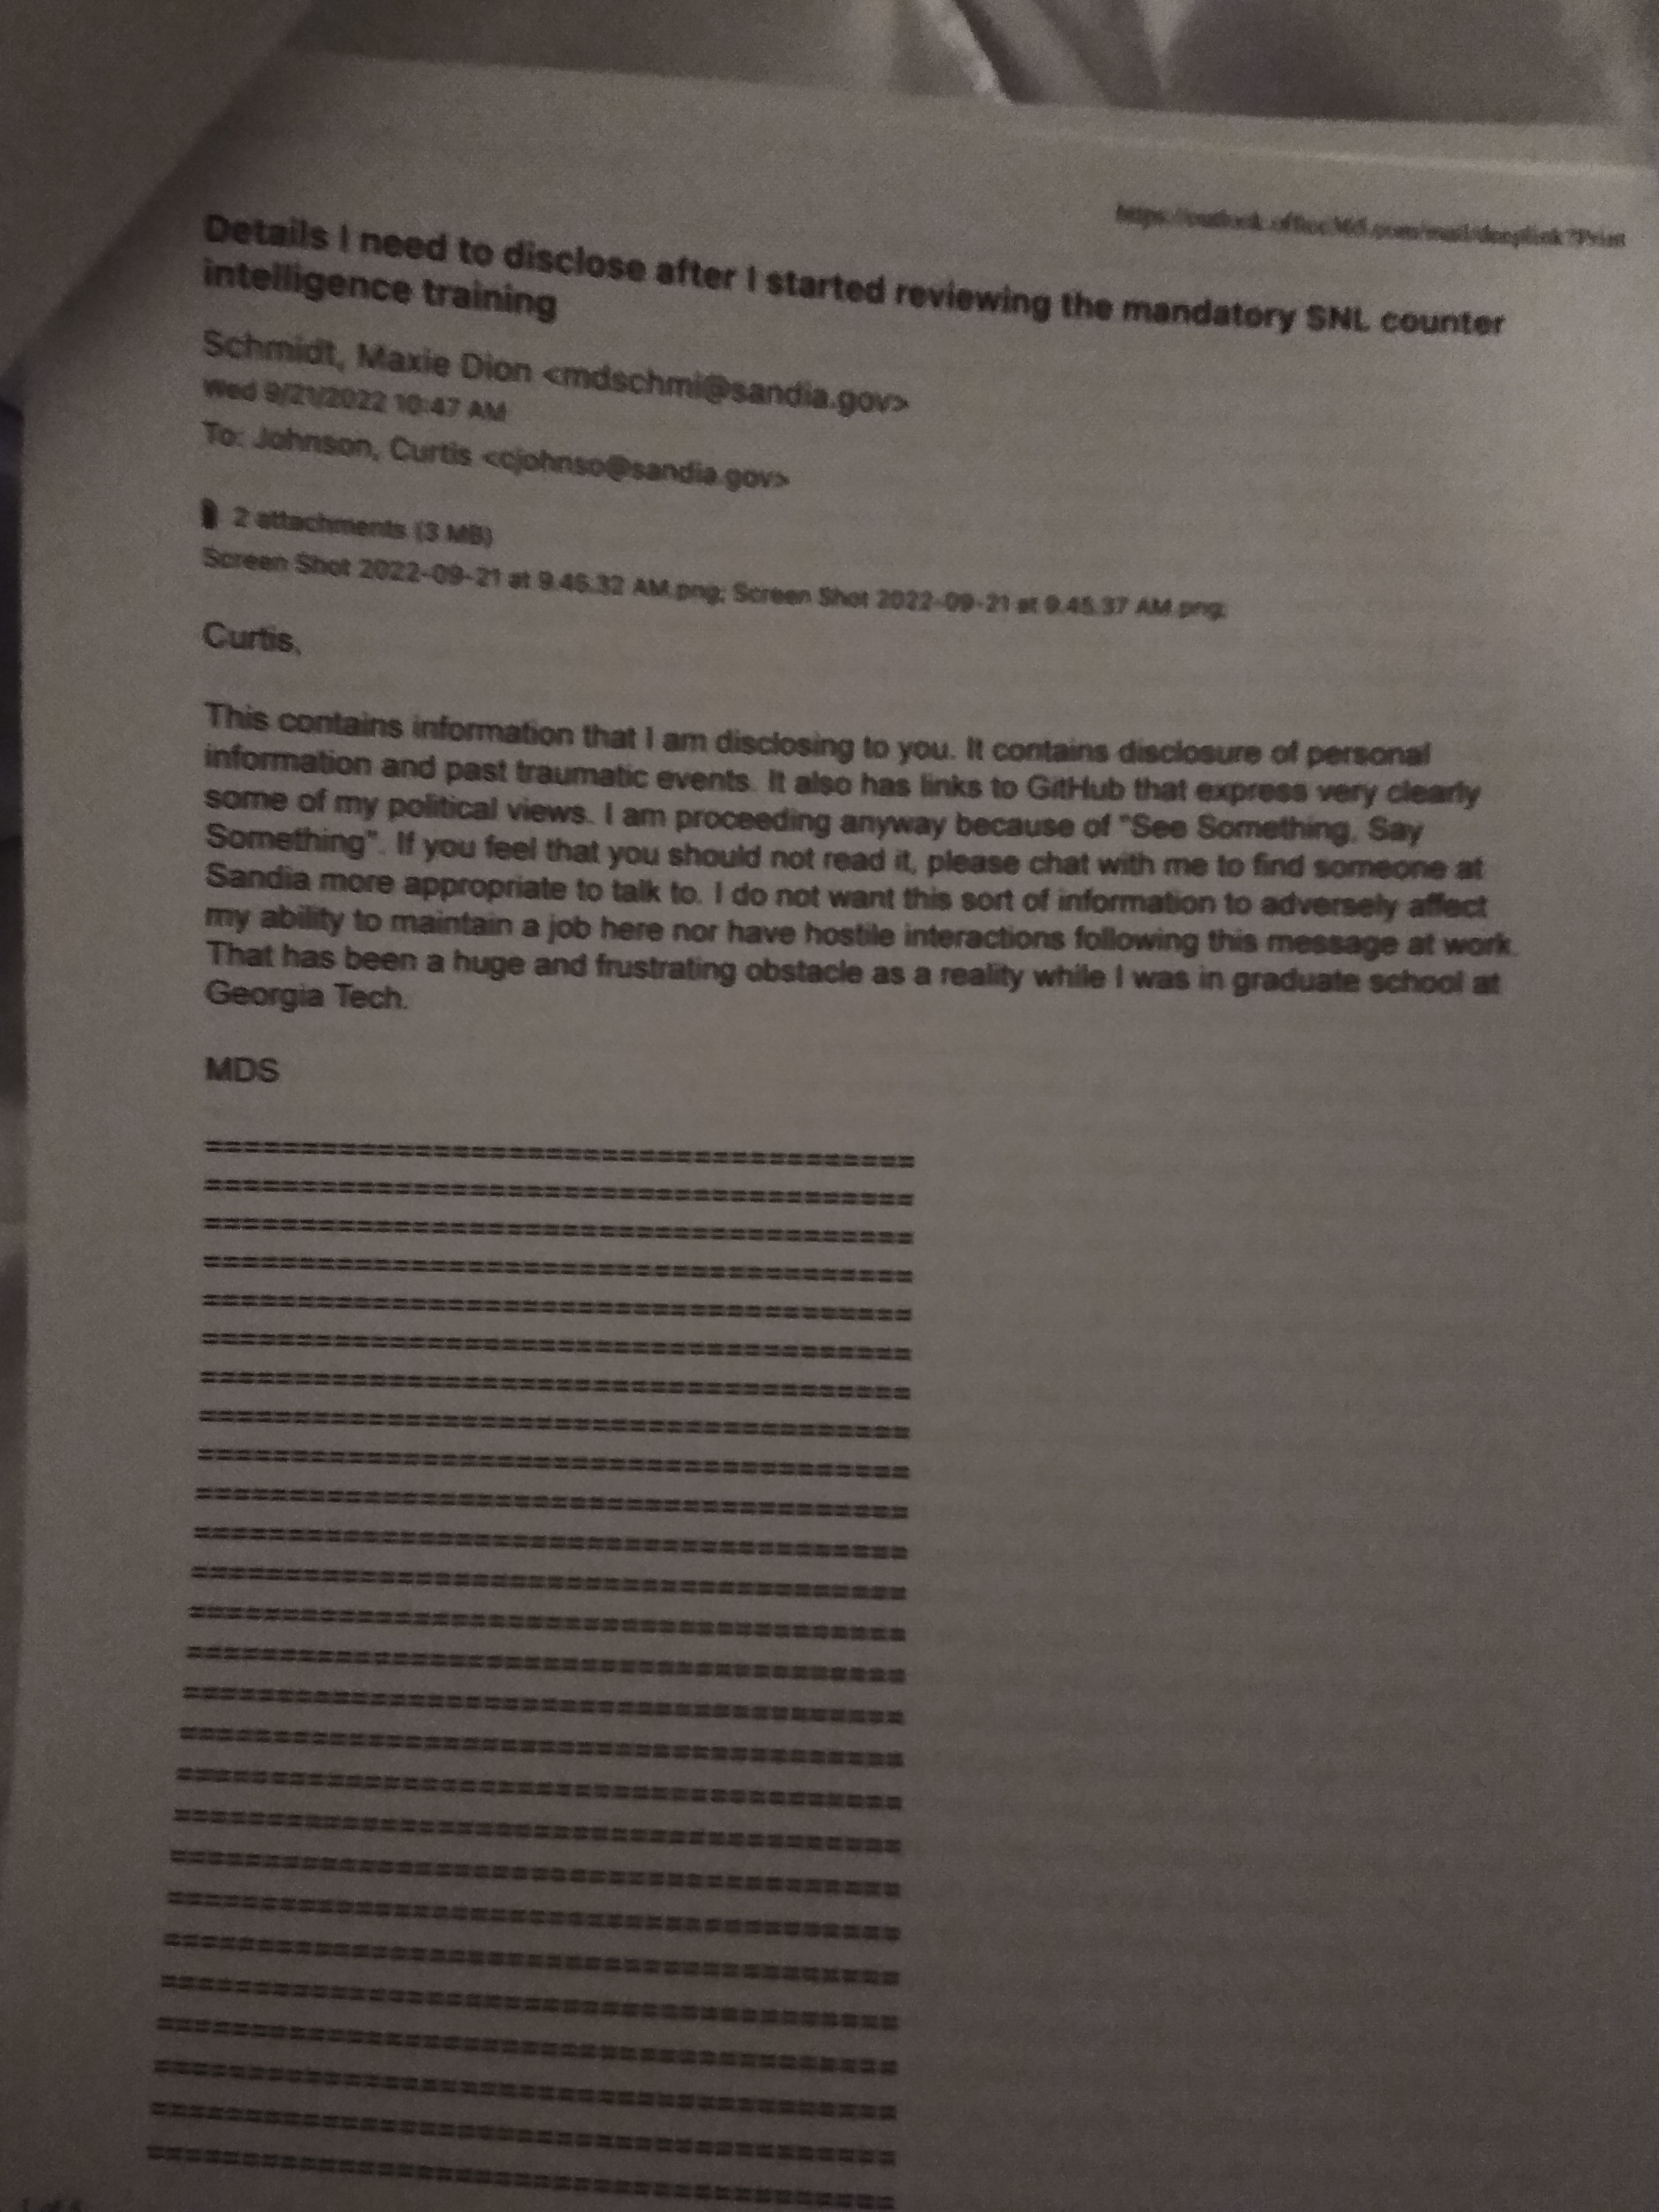 https://outlook.office365.com/mail/deeplink?Print
Details I need to disclose after I started reviewing the mandatory SNL counter
intelligence training
Schmidt, Maxie Dion <mdschmi@sandia.gov>
Wed 9/21/2022 10:47 AM
To: Johnson, Curtis <cjohnso@sandia.gov>
2 attachments (3 MB)
Screen Shot 2022-09-21 at 9.46.32 AM.png; Screen Shot 2022-09-21 at 9.45.37 AM.png;
Curtis,
This contains information that I am disclosing to you. It contains disclosure of personal
information and past traumatic events. It also has links to GitHub that express very clearly
some of my political views. I am proceeding anyway because of "See Something, Say
Something". If you feel that you should not read it, please chat with me to find someone at
Sandia more appropriate to talk to. I do not want this sort of information to adversely affect
my ability to maintain a job here nor have hostile interactions following this message at work.
That has been a huge and frustrating obstacle as a reality while I was in graduate school at
Georgia Tech.
MDS